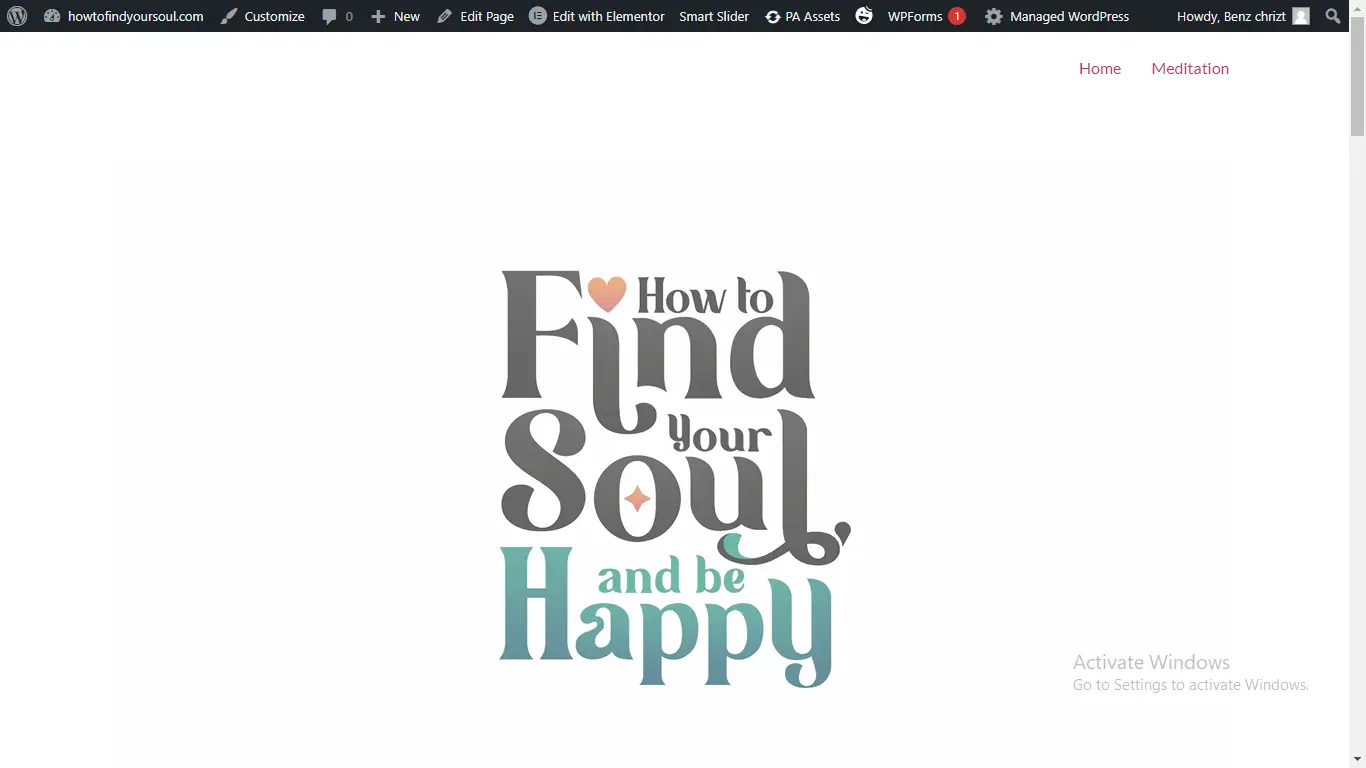 howtofindyoursoul.com Customize 0 New Edit Page Edit with Elementor Smart Slider PA Assets WPForms 1 Managed WordPress Howdy, Benz chrizt
Home Meditation
How to
Find
Your
Soul,
and be
Happy
Activate Windows
Go to Settings to activate Windows.